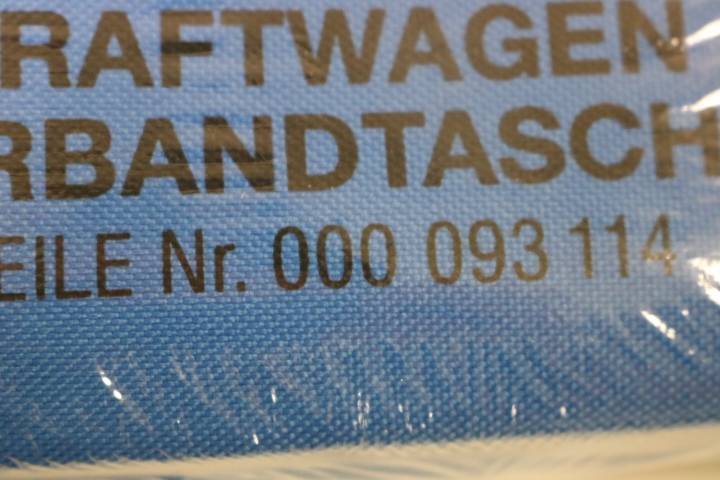 RAFTWAGEN
RBANDTASCH
EILE Nr. 000 093 114